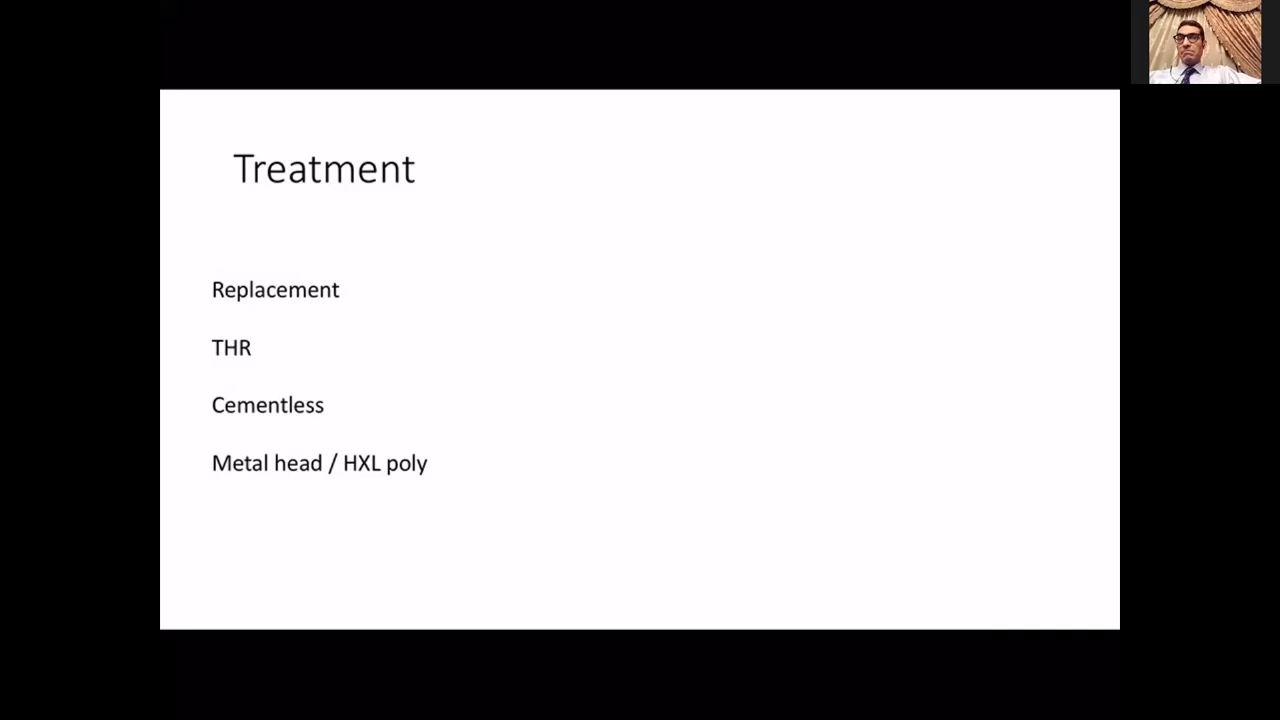 Treatment
Replacement
THR
Cementless
Metal head / HXL poly